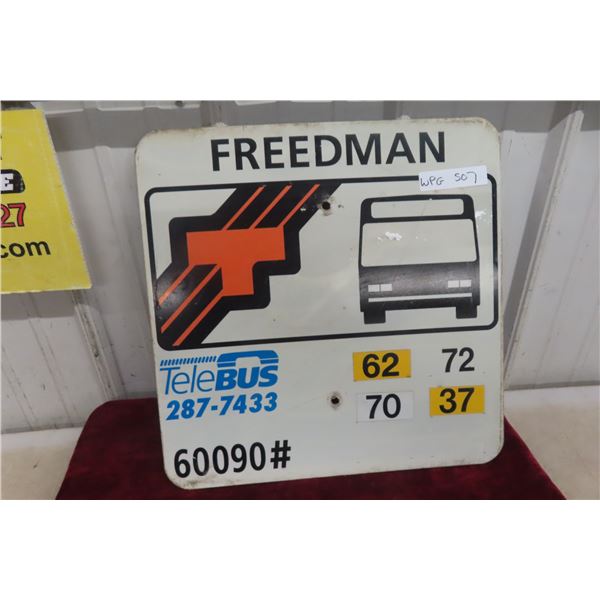 FREEDMAN
WPG 507
TeleBUS
287-7433
62 72
70 37
60090#
E
27
.com